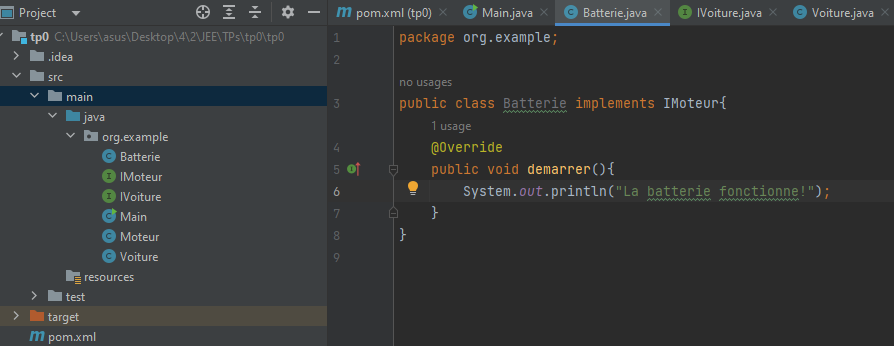 Project
tp0 C:\Users\asus\Desktop\4\2\JEE\TPs\tp0\tp0
.idea
src
main
java
org.example
Batterie
IMoteur
IVoiture
Main
Moteur
Voiture
resources
test
target
pom.xml
pom.xml (tp0)
Main.java
Batterie.java
IVoiture.java
Voiture.java
1 package org.example;
2
no usages
3 public class Batterie implements IMoteur{
1 usage
4 @Override
5 public void demarrer(){
6 System.out.println("La batterie fonctionne!");
7 }
8 }
9